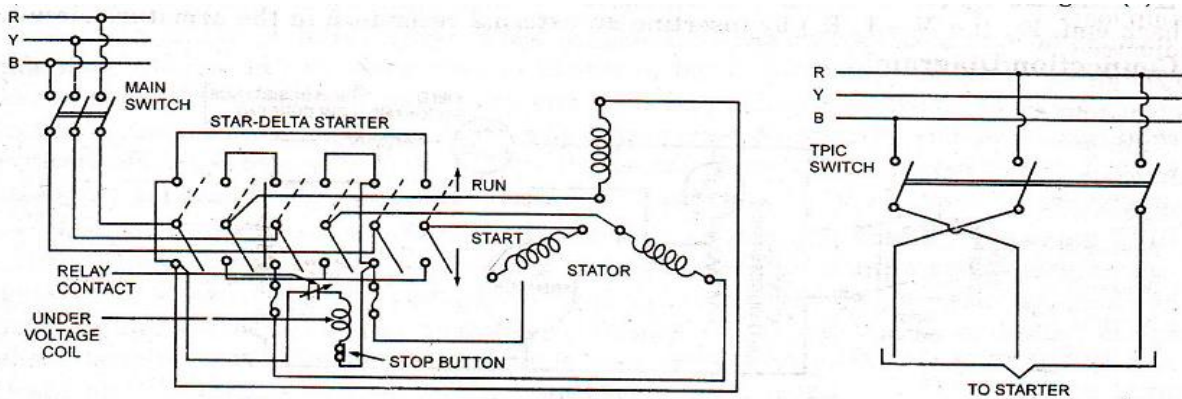 R
Y
B
MAIN
SWITCH
STAR-DELTA STARTER
RUN
START
STATOR
RELAY
CONTACT
UNDER
VOLTAGE
COIL
STOP BUTTON
R
Y
B
TPIC
SWITCH
TO STARTER